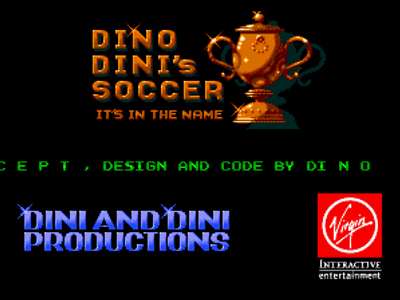 DINO
DINI's
SOCCER
IT'S IN THE NAME
C E P T , DESIGN AND CODE BY DI N O
DINI AND DINI
PRODUCTIONS
Virgin
INTERACTIVE
entertainment